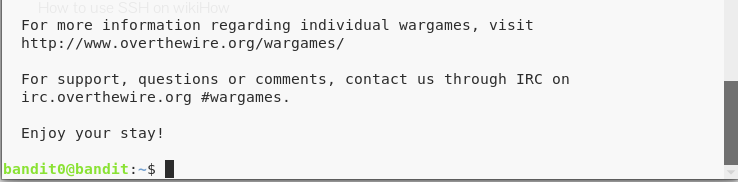 How to use SSH on wikiHow
For more information regarding individual wargames, visit
http://www.overthewire.org/wargames/
For support, questions or comments, contact us through IRC on
irc.overthewire.org #wargames.
Enjoy your stay!
bandit0@bandit:~$